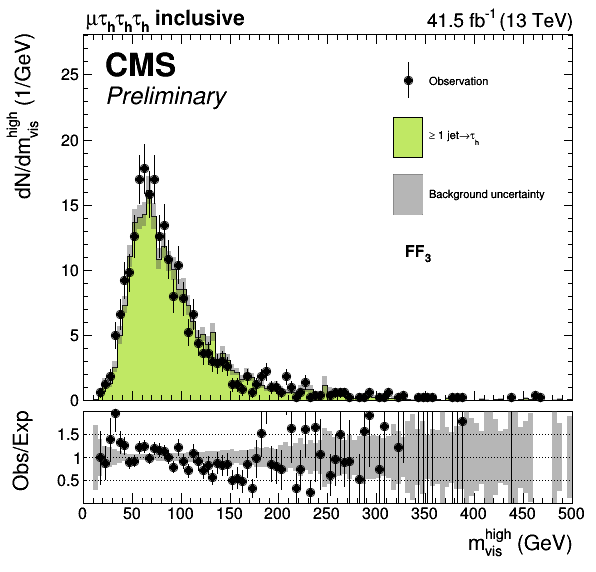 μτhτhτh inclusive
41.5 fb⁻¹ (13 TeV)
CMS
Preliminary
Observation
≥ 1 jet→τh
Background uncertainty
FF3
dN/dm_vis^high (1/GeV)
25
20
15
10
5
0
Obs/Exp
1.5
1
0.5
0 50 100 150 200 250 300 350 400 450 500
m_vis^high (GeV)